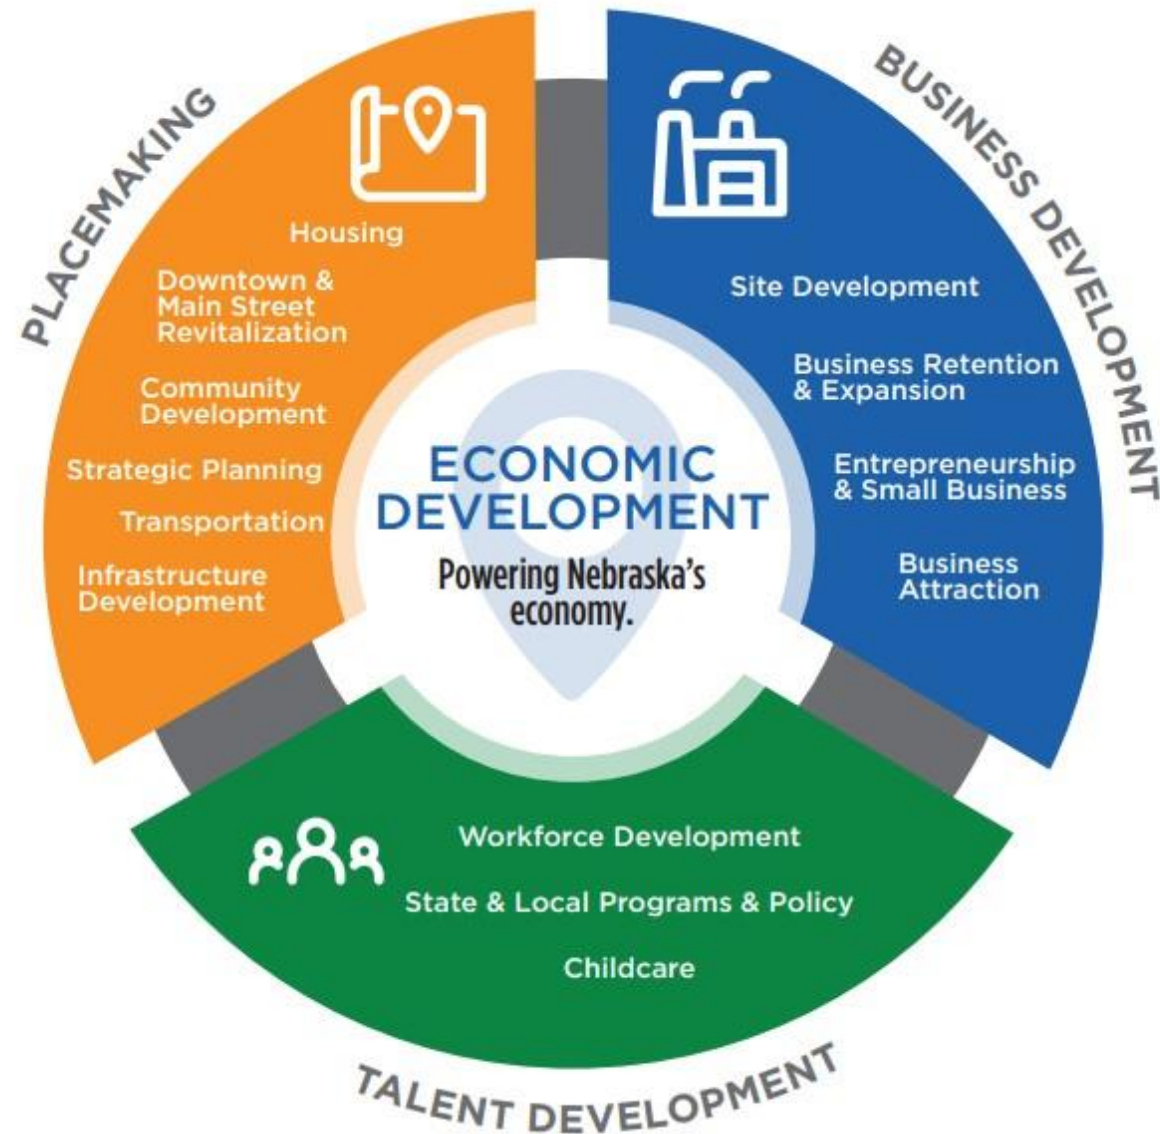 PLACEMAKING
Housing
Downtown &
Main Street
Revitalization
Community
Development
Strategic Planning
Transportation
Infrastructure
Development
BUSINESS DEVELOPMENT
Site Development
Business Retention
& Expansion
Entrepreneurship
& Small Business
Business
Attraction
ECONOMIC
DEVELOPMENT
Powering Nebraska's
economy.
Workforce Development
State & Local Programs & Policy
Childcare
TALENT DEVELOPMENT